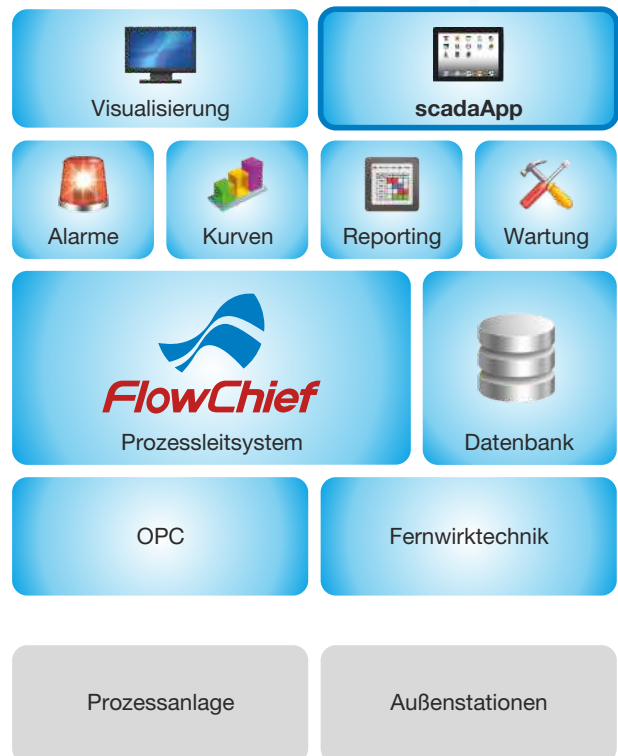 Visualisierung
scadaApp
Alarme
Kurven
Reporting
Wartung
FlowChief
Prozessleitsystem
Datenbank
OPC
Fernwirktechnik
Prozessanlage
Außenstationen